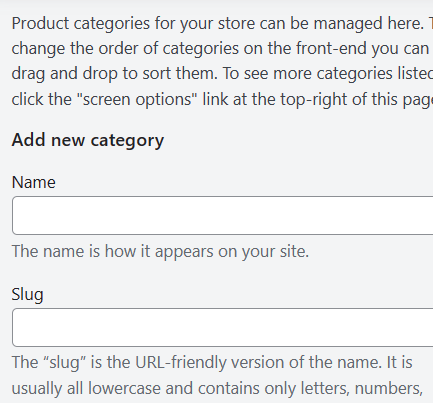 Product categories for your store can be managed here.
change the order of categories on the front-end you can
drag and drop to sort them. To see more categories listed
click the "screen options" link at the top-right of this page
Add new category
Name
The name is how it appears on your site.
Slug
The “slug” is the URL-friendly version of the name. It is
usually all lowercase and contains only letters, numbers,